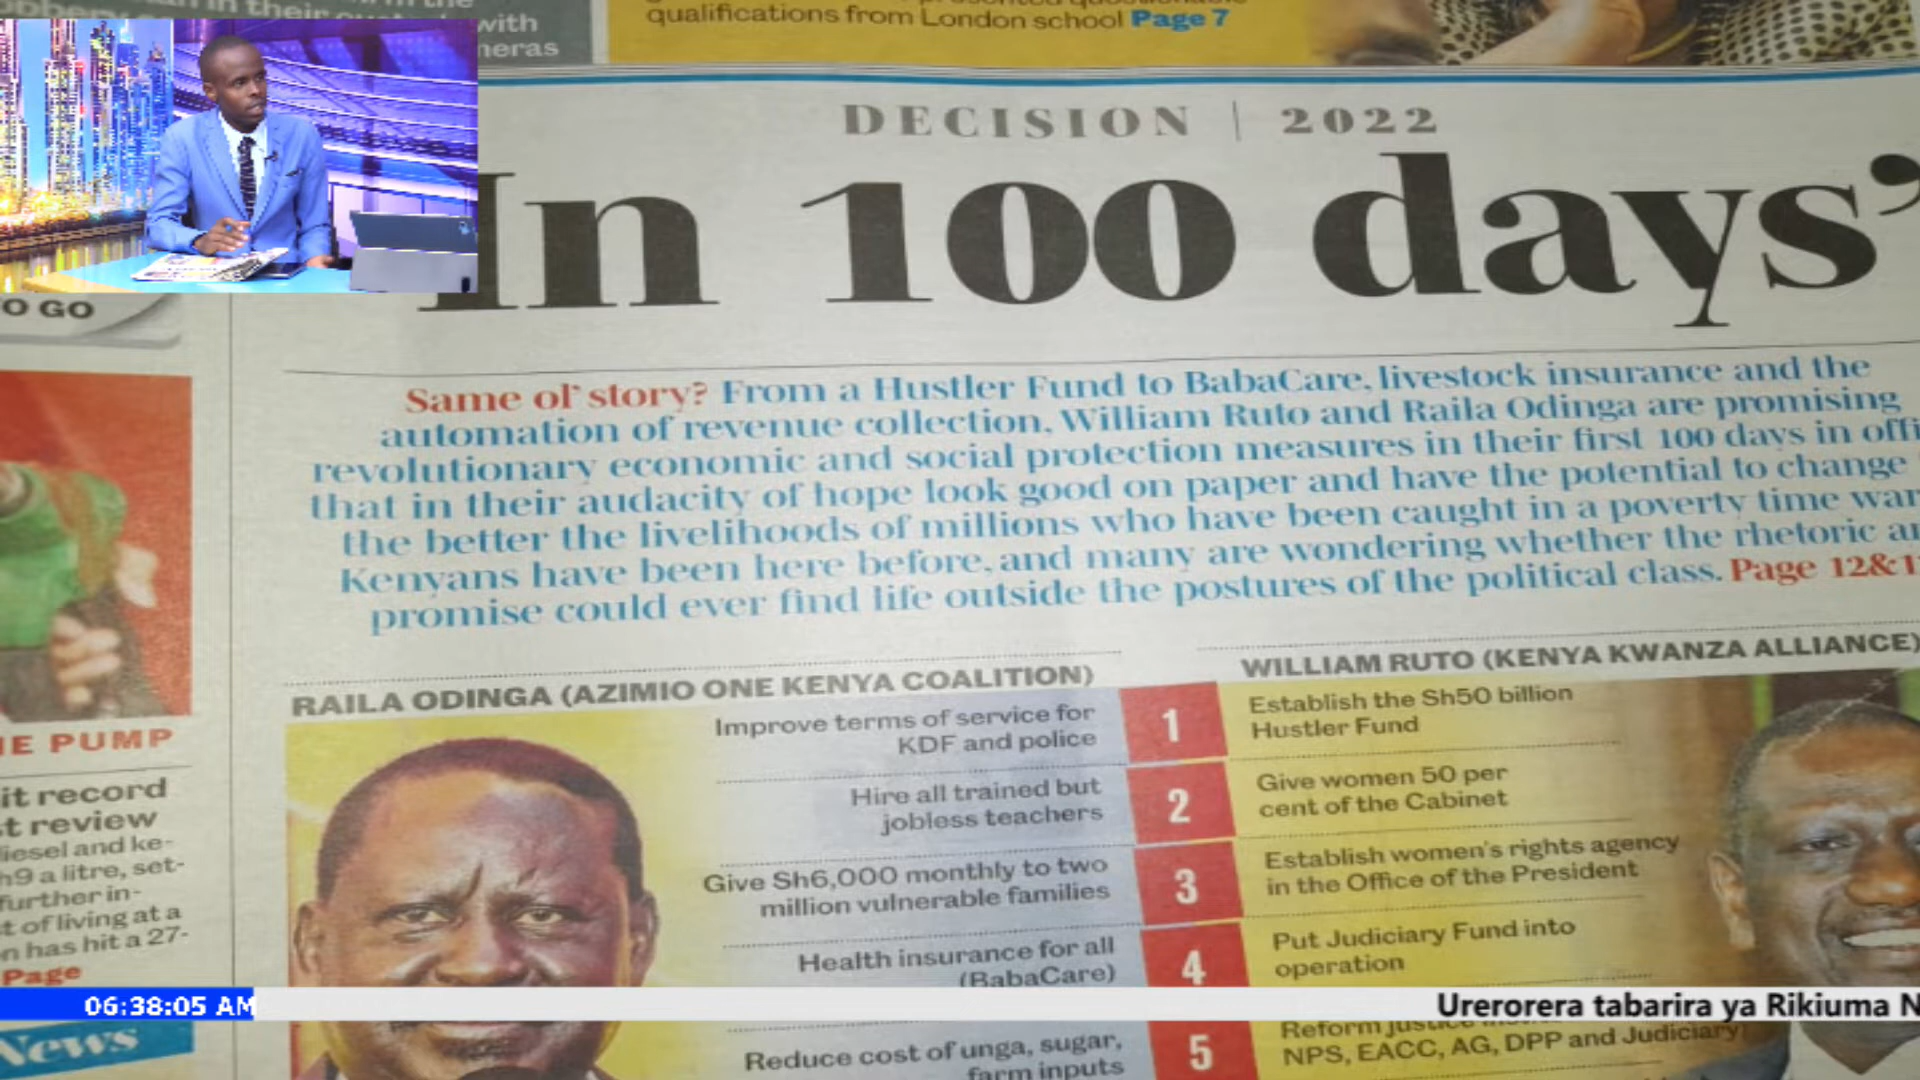 with
qualifications from London school Page 7
DECISION | 2022
In 100 days'
O GO
Same ol' story? From a Hustler Fund to BabaCare, livestock insurance and the
automation of revenue collection, William Ruto and Raila Odinga are promising
revolutionary economic and social protection measures in their first 100 days in
that in their audacity of hope look good on paper and have the potential to change
the better the livelihoods of millions who have been caught in a poverty time
Kenyans have been here before, and many are wondering whether the rhetoric
promise could ever find life outside the postures of the political class. Page
RAILA ODINGA (AZIMIO ONE KENYA COALITION)
WILLIAM RUTO (KENYA KWANZA ALLIANCE)
Improve terms of service for
KDF and police
1
Establish the Sh50 billion
Hustler Fund
Hire all trained but
jobless teachers
2
Give women 50 per
cent of the Cabinet
Give Sh6,000 monthly to two
million vulnerable families
3
Establish women's rights agency
in the Office of the President
Health insurance for all
(BabaCare)
4
Put Judiciary Fund into
operation
Reduce cost of unga, sugar,
farm inputs
5
Reform
NPS, EACC, AG, DPP and Judiciary
PUMP
it record
review
diesel and ke-
a litre, set-
further in-
of living at a
has hit a 27-
Page
News
06:38:05 AM
Urerorera tabarira ya Rikiuma N